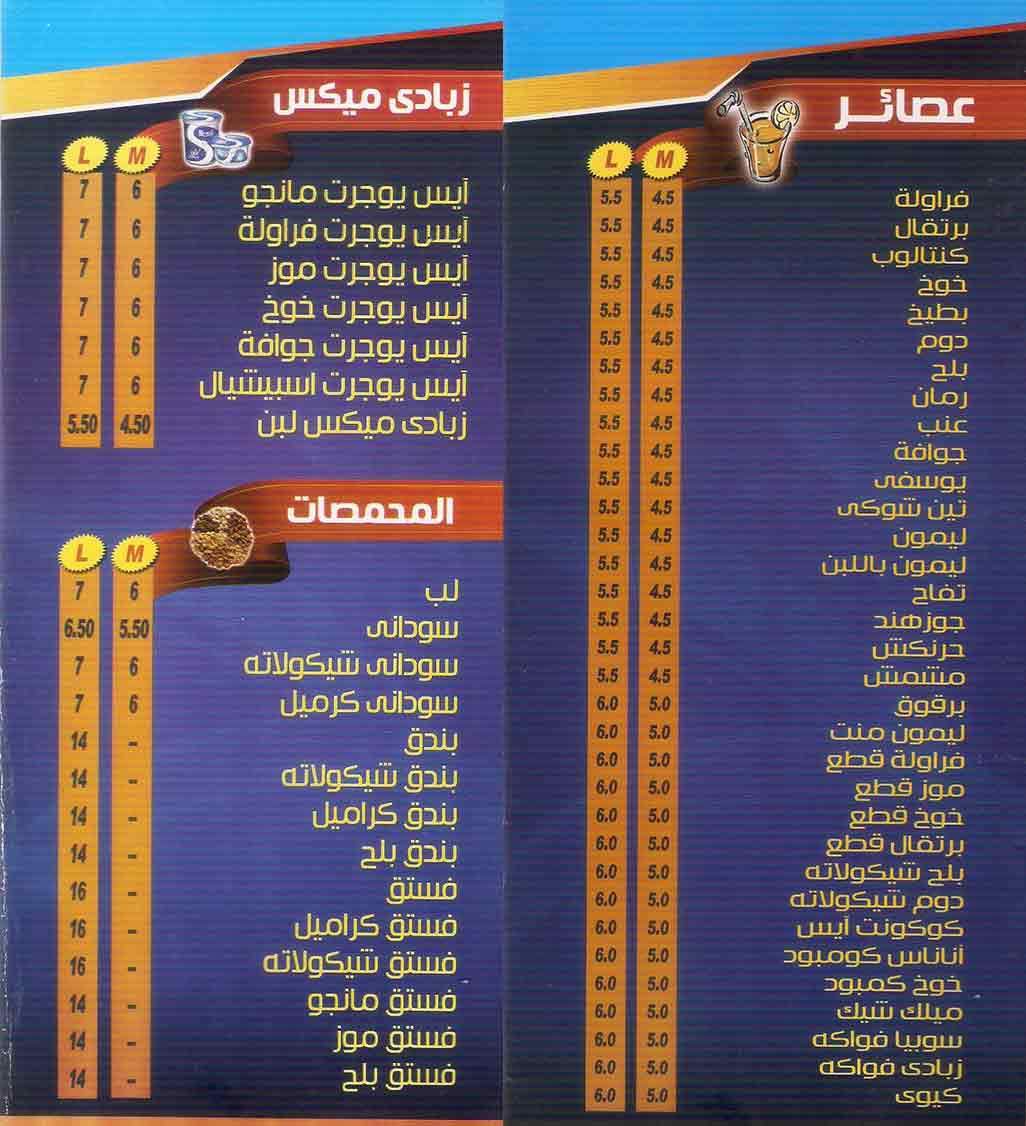 عصائر
L M
فراولة 4.5 5.5
برتقال 4.5 5.5
كنتالوب 4.5 5.5
خوخ 4.5 5.5
بطيخ 4.5 5.5
دوم 4.5 5.5
بلح 4.5 5.5
رمان 4.5 5.5
عنب 4.5 5.5
جوافة 4.5 5.5
يوسفى 4.5 5.5
تين شوكى 4.5 5.5
ليمون 4.5 5.5
ليمون باللبن 4.5 5.5
تفاح 4.5 5.5
جوزهند 4.5 5.5
حرنكش 4.5 5.5
مشمش 4.5 5.5
برقوق 5.0 6.0
ليمون منت 5.0 6.0
فراولة قطع 5.0 6.0
موز قطع 5.0 6.0
خوخ قطع 5.0 6.0
برتقال قطع 5.0 6.0
بلح شيكولاته 5.0 6.0
دوم شيكولاته 5.0 6.0
كوكونت آيس 5.0 6.0
آناناس كومبود 5.0 6.0
خوخ كمبود 5.0 6.0
ميلك شيك 5.0 6.0
سوبيا فواكه 5.0 6.0
زبادى فواكه 5.0 6.0
كيوى 5.0 6.0
زبادى ميكس
L M
آيس يوجرت مانجو 6 7
آيس يوجرت فراولة 6 7
آيس يوجرت موز 6 7
آيس يوجرت خوخ 6 7
آيس يوجرت جوافة 6 7
آيس يوجرت اسبيشيال 6 7
زبادى ميكس لبن 4.50 5.50
المحمصات
L M
لب 6 7
سودانى 5.50 6.50
سودانى شيكولاته 6 7
سودانى كرميل 6 7
بندق - 14
بندق شيكولاته - 14
بندق كراميل - 14
بندق بلح - 14
فستق - 16
فستق كراميل - 16
فستق شيكولاته - 16
فستق مانجو - 14
فستق موز - 14
فستق بلح - 14